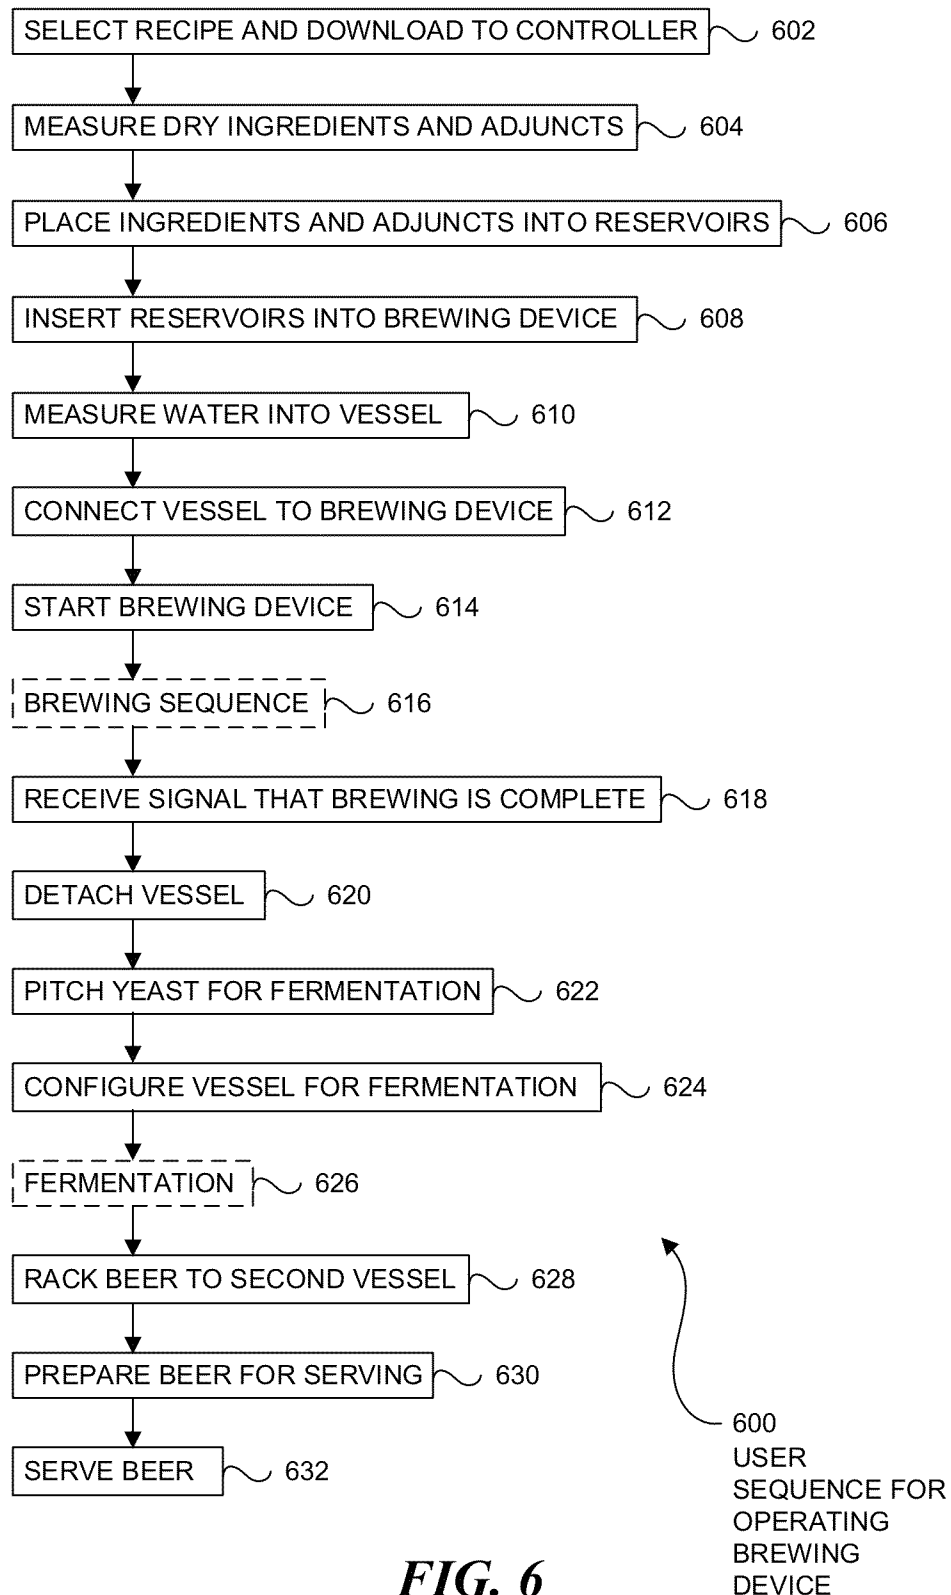 SELECT RECIPE AND DOWNLOAD TO CONTROLLER 602
MEASURE DRY INGREDIENTS AND ADJUNCTS 604
PLACE INGREDIENTS AND ADJUNCTS INTO RESERVOIRS 606
INSERT RESERVOIRS INTO BREWING DEVICE 608
MEASURE WATER INTO VESSEL 610
CONNECT VESSEL TO BREWING DEVICE 612
START BREWING DEVICE 614
BREWING SEQUENCE 616
RECEIVE SIGNAL THAT BREWING IS COMPLETE 618
DETACH VESSEL 620
PITCH YEAST FOR FERMENTATION 622
CONFIGURE VESSEL FOR FERMENTATION 624
FERMENTATION 626
RACK BEER TO SECOND VESSEL 628
PREPARE BEER FOR SERVING 630
SERVE BEER 632
600
USER
SEQUENCE FOR
OPERATING
BREWING
DEVICE
FIG. 6